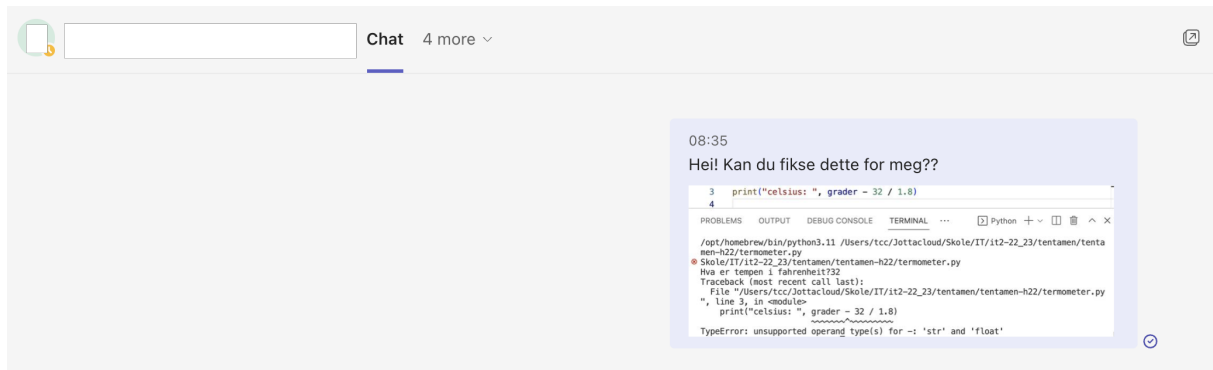 Chat 4 more
08:35
Hei! Kan du fikse dette for meg??
3 print("celsius: ", grader - 32 / 1.8)
4
PROBLEMS OUTPUT DEBUG CONSOLE TERMINAL ··· Python
/opt/homebrew/bin/python3.11 /Users/tcc/Jottacloud/Skole/IT/it2-22_23/tentamen/tenta
men-h22/termometer.py
Skole/IT/it2-22_23/tentamen/tentamen-h22/termometer.py
Hva er tempen i fahrenheit?32
Traceback (most recent call last):
File "/Users/tcc/Jottacloud/Skole/IT/it2-22_23/tentamen/tentamen-h22/termometer.py
", line 3, in <module>
print("celsius: ", grader - 32 / 1.8)
~~~~~~~^~~~~~~~~~
TypeError: unsupported operand type(s) for -: 'str' and 'float'